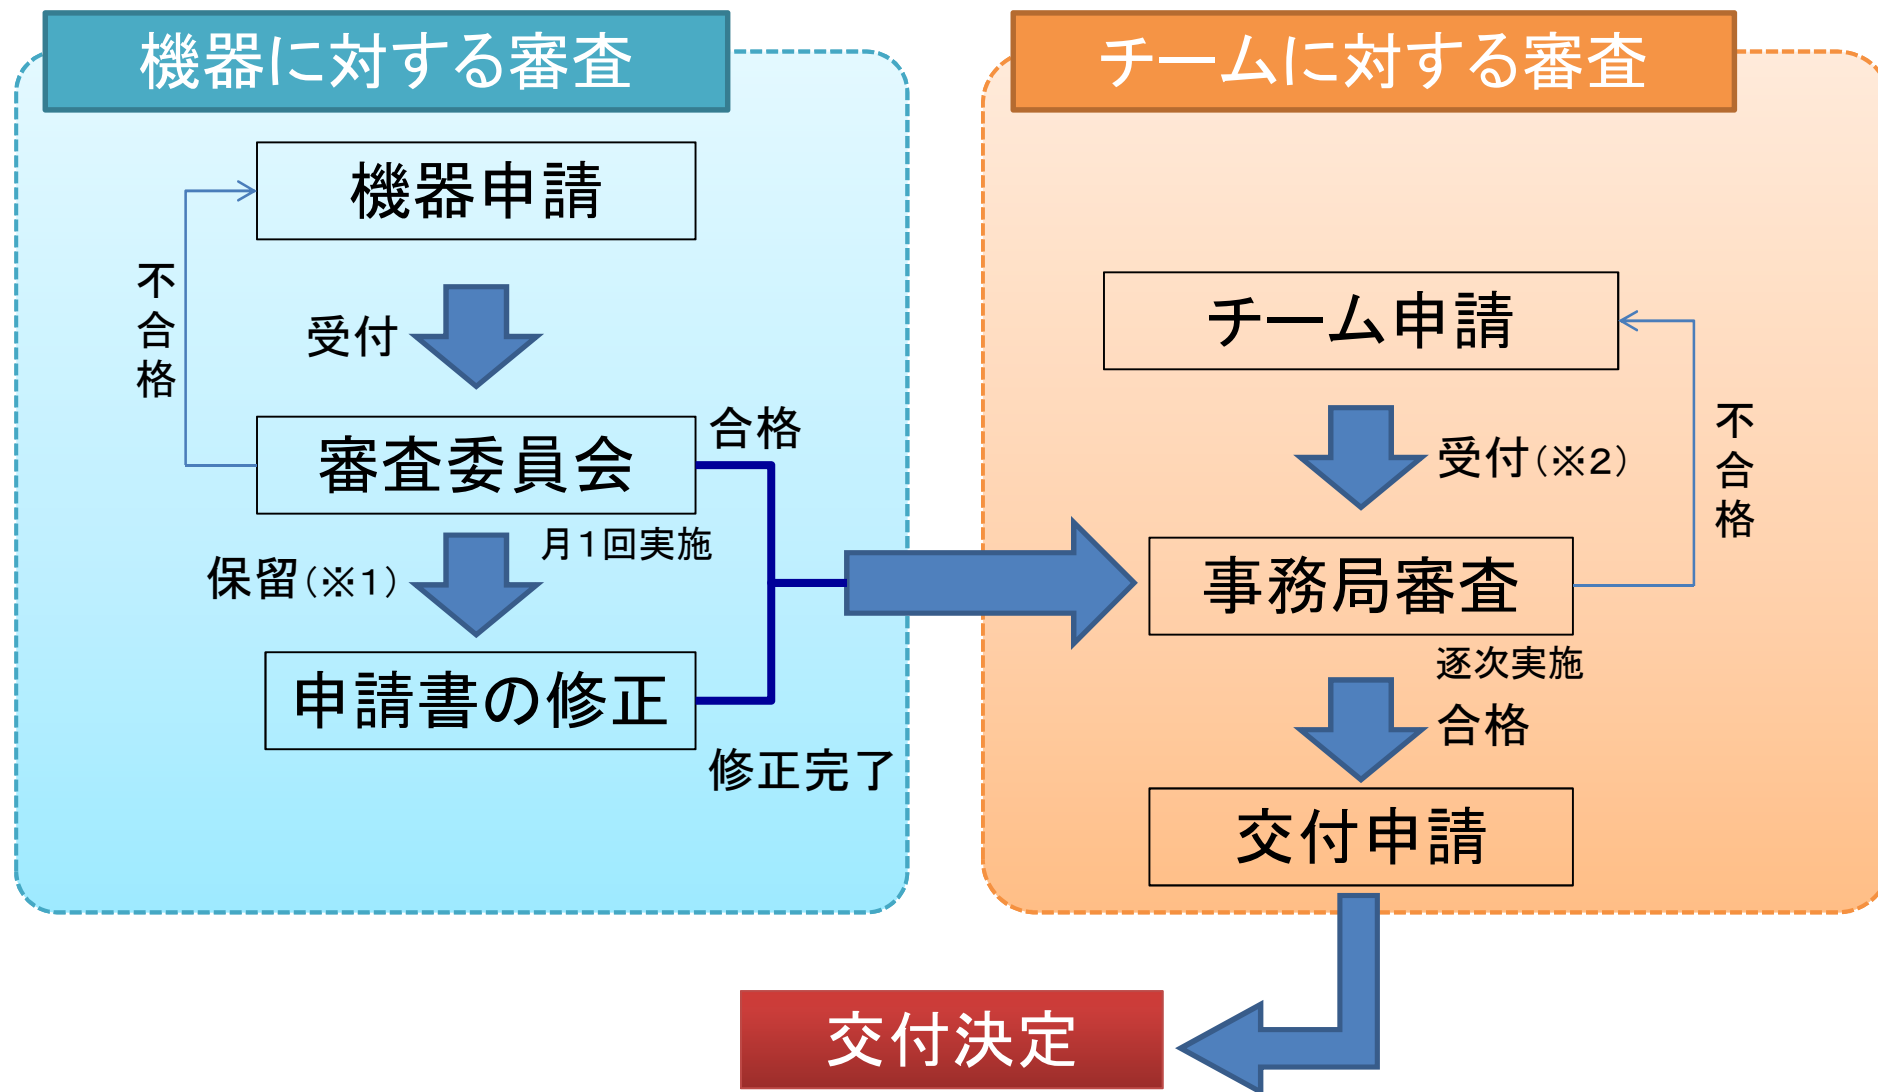 機器に対する審査
機器申請
不合格
受付
審査委員会
合格
月1回実施
保留(※1)
申請書の修正
修正完了
チームに対する審査
チーム申請
受付(※2)
不合格
事務局審査
逐次実施
合格
交付申請
交付決定